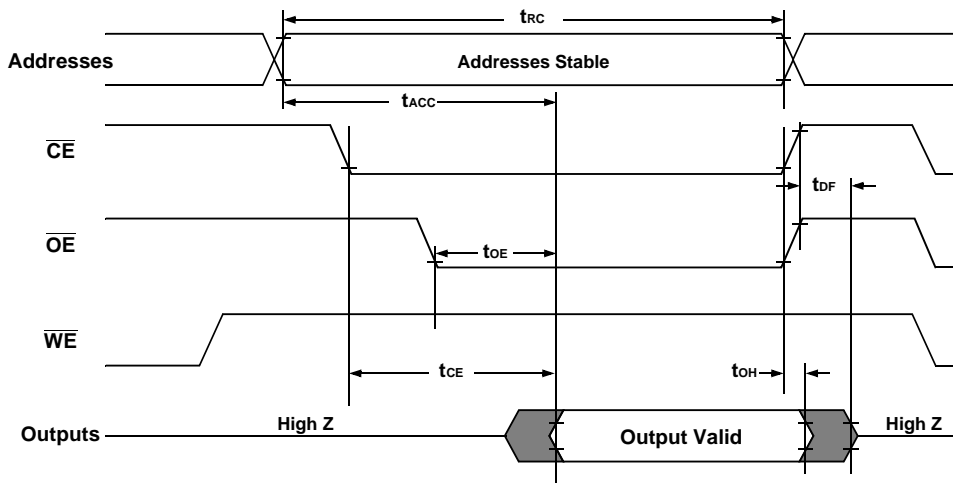 tRC
Addresses
Addresses Stable
tACC
CE
tDF
OE
tOE
WE
tCE
tOH
High Z
High Z
Outputs
Output Valid